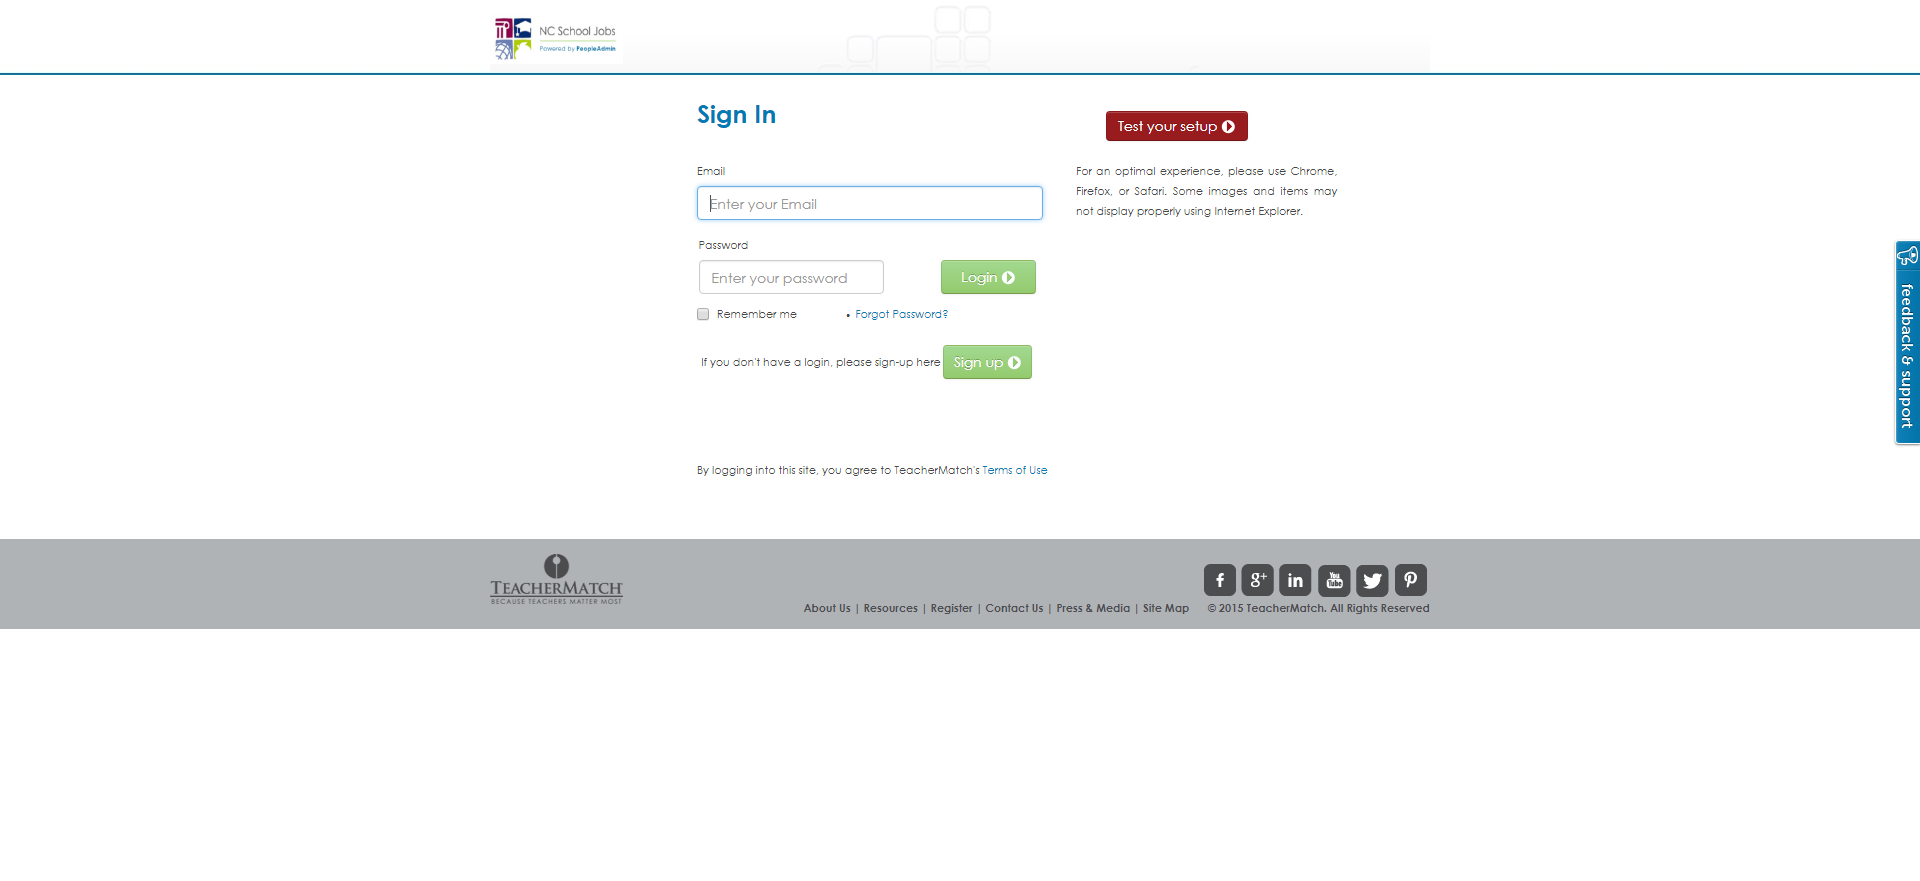 NC School Jobs
Powered by PeopleAdmin
Sign In
Test your setup
Email
Enter your Email
For an optimal experience, please use Chrome,
Firefox, or Safari. Some images and items may
not display properly using Internet Explorer.
Password
Enter your password
Login
Remember me
• Forgot Password?
If you don't have a login, please sign-up here
Sign up
feedback & support
By logging into this site, you agree to TeacherMatch's Terms of Use
TEACHERMATCH
BECAUSE TEACHERS MATTER MOST
f g+ in You Tube
About Us | Resources | Register | Contact Us | Press & Media | Site Map
© 2015 TeacherMatch. All Rights Reserved